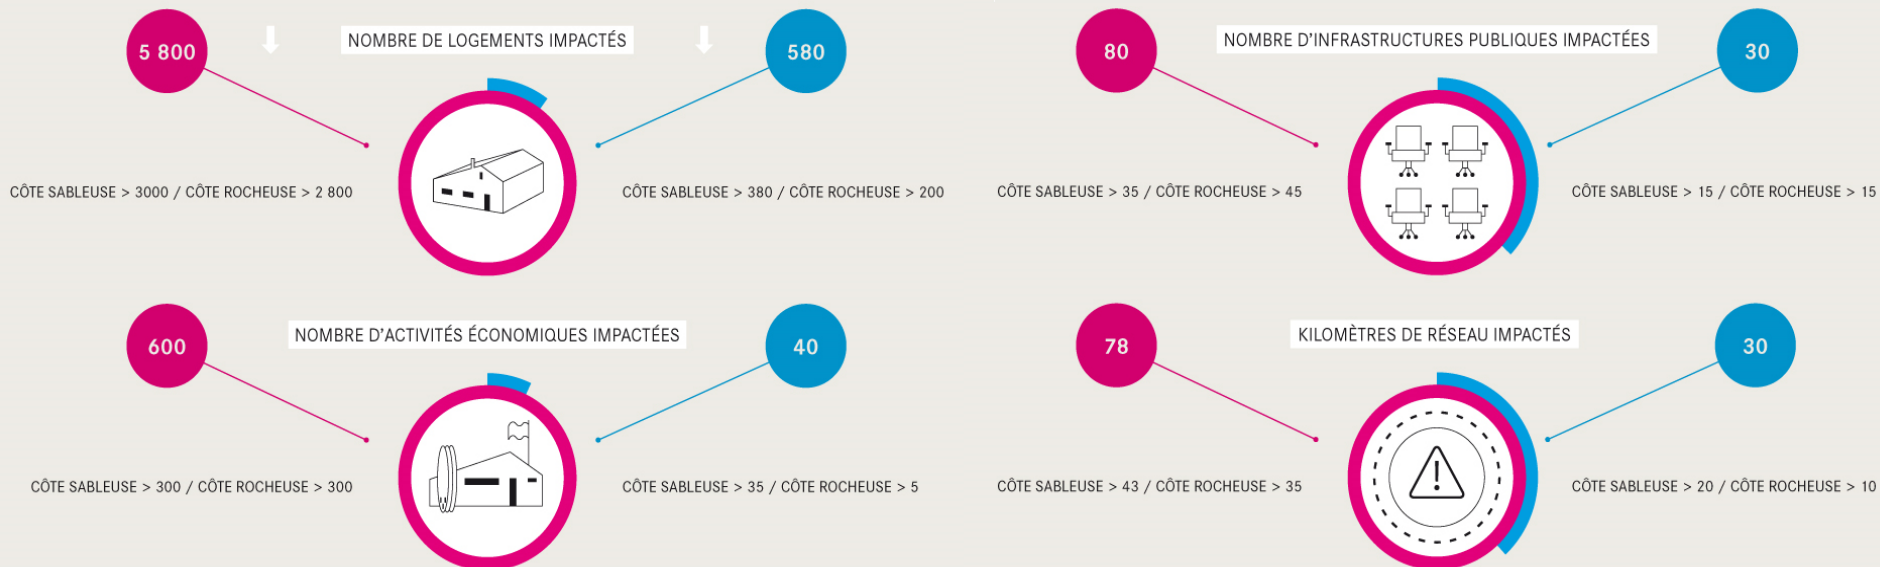 5 800
NOMBRE DE LOGEMENTS IMPACTÉS
580
CÔTE SABLEUSE > 3000 / CÔTE ROCHEUSE > 2 800
CÔTE SABLEUSE > 380 / CÔTE ROCHEUSE > 200
80
NOMBRE D'INFRASTRUCTURES PUBLIQUES IMPACTÉES
30
CÔTE SABLEUSE > 35 / CÔTE ROCHEUSE > 45
CÔTE SABLEUSE > 15 / CÔTE ROCHEUSE > 15
600
NOMBRE D'ACTIVITÉS ÉCONOMIQUES IMPACTÉES
40
CÔTE SABLEUSE > 300 / CÔTE ROCHEUSE > 300
CÔTE SABLEUSE > 35 / CÔTE ROCHEUSE > 5
78
KILOMÈTRES DE RÉSEAU IMPACTÉS
30
CÔTE SABLEUSE > 43 / CÔTE ROCHEUSE > 35
CÔTE SABLEUSE > 20 / CÔTE ROCHEUSE > 10